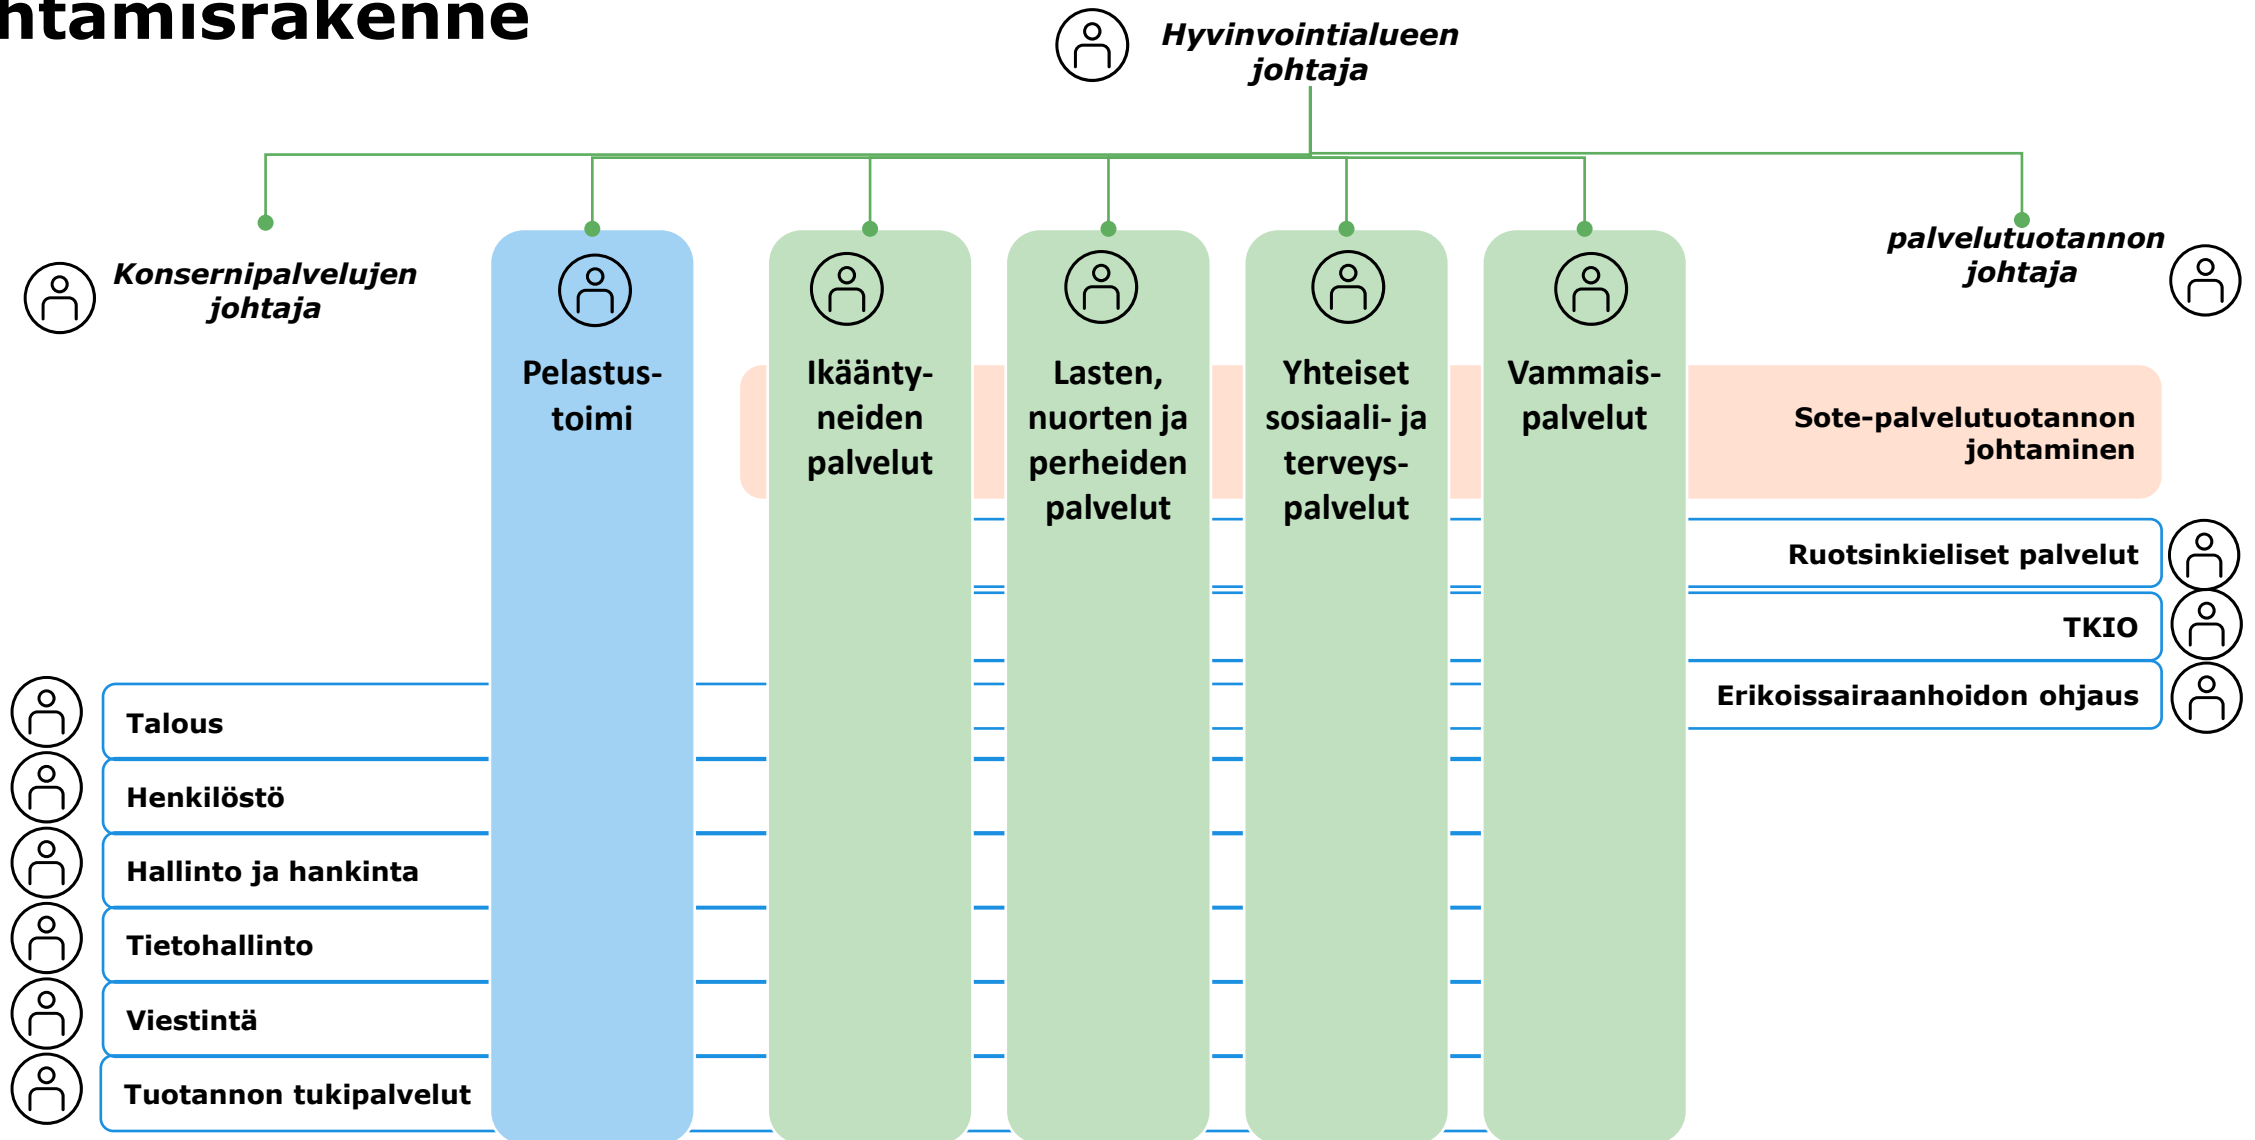 htamisrakenne
Hyvinvointialueen
johtaja
Konsernipalvelujen
johtaja
palvelutuotannon
johtaja
Pelastus-
toimi
Ikäänty-
neiden
palvelut
Lasten,
nuorten ja
perheiden
palvelut
Yhteiset
sosiaali- ja
terveys-
palvelut
Vammais-
palvelut
Sote-palvelutuotannon
johtaminen
Ruotsinkieliset palvelut
TKIO
Erikoissairaanhoidon ohjaus
Talous
Henkilöstö
Hallinto ja hankinta
Tietohallinto
Viestintä
Tuotannon tukipalvelut